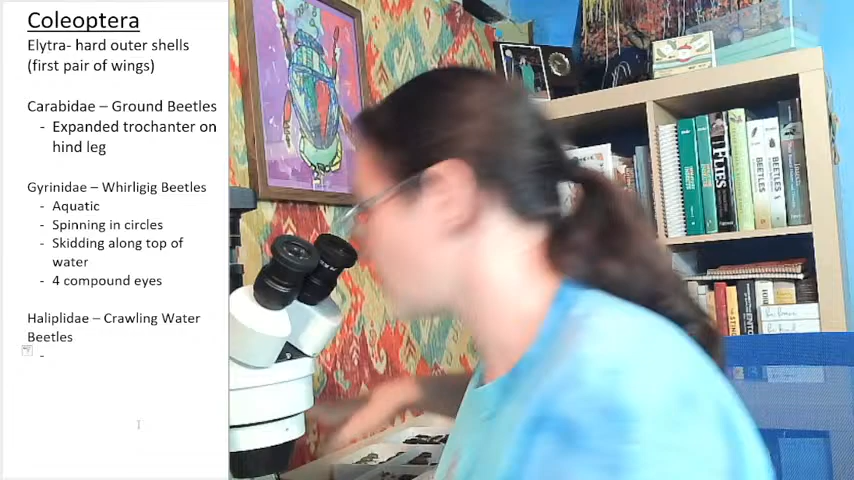 Coleoptera
Elytra- hard outer shells
(first pair of wings)
Carabidae – Ground Beetles
- Expanded trochanter on
hind leg
Gyrinidae – Whirligig Beetles
- Aquatic
- Spinning in circles
- Skidding along top of
water
- 4 compound eyes
Haliplidae – Crawling Water
Beetles
-
FLIES
BEETLES
BEETLES